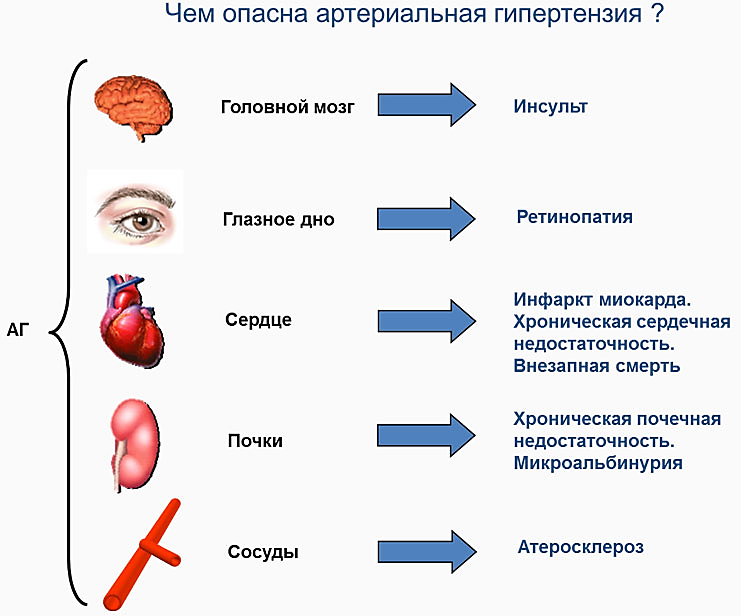 Чем опасна артериальная гипертензия ?
АГ
Головной мозг
Инсульт
Глазное дно
Ретинопатия
Сердце
Инфаркт миокарда.
Хроническая сердечная
недостаточность.
Внезапная смерть
Почки
Хроническая почечная
недостаточность.
Микроальбинурия
Сосуды
Атеросклероз